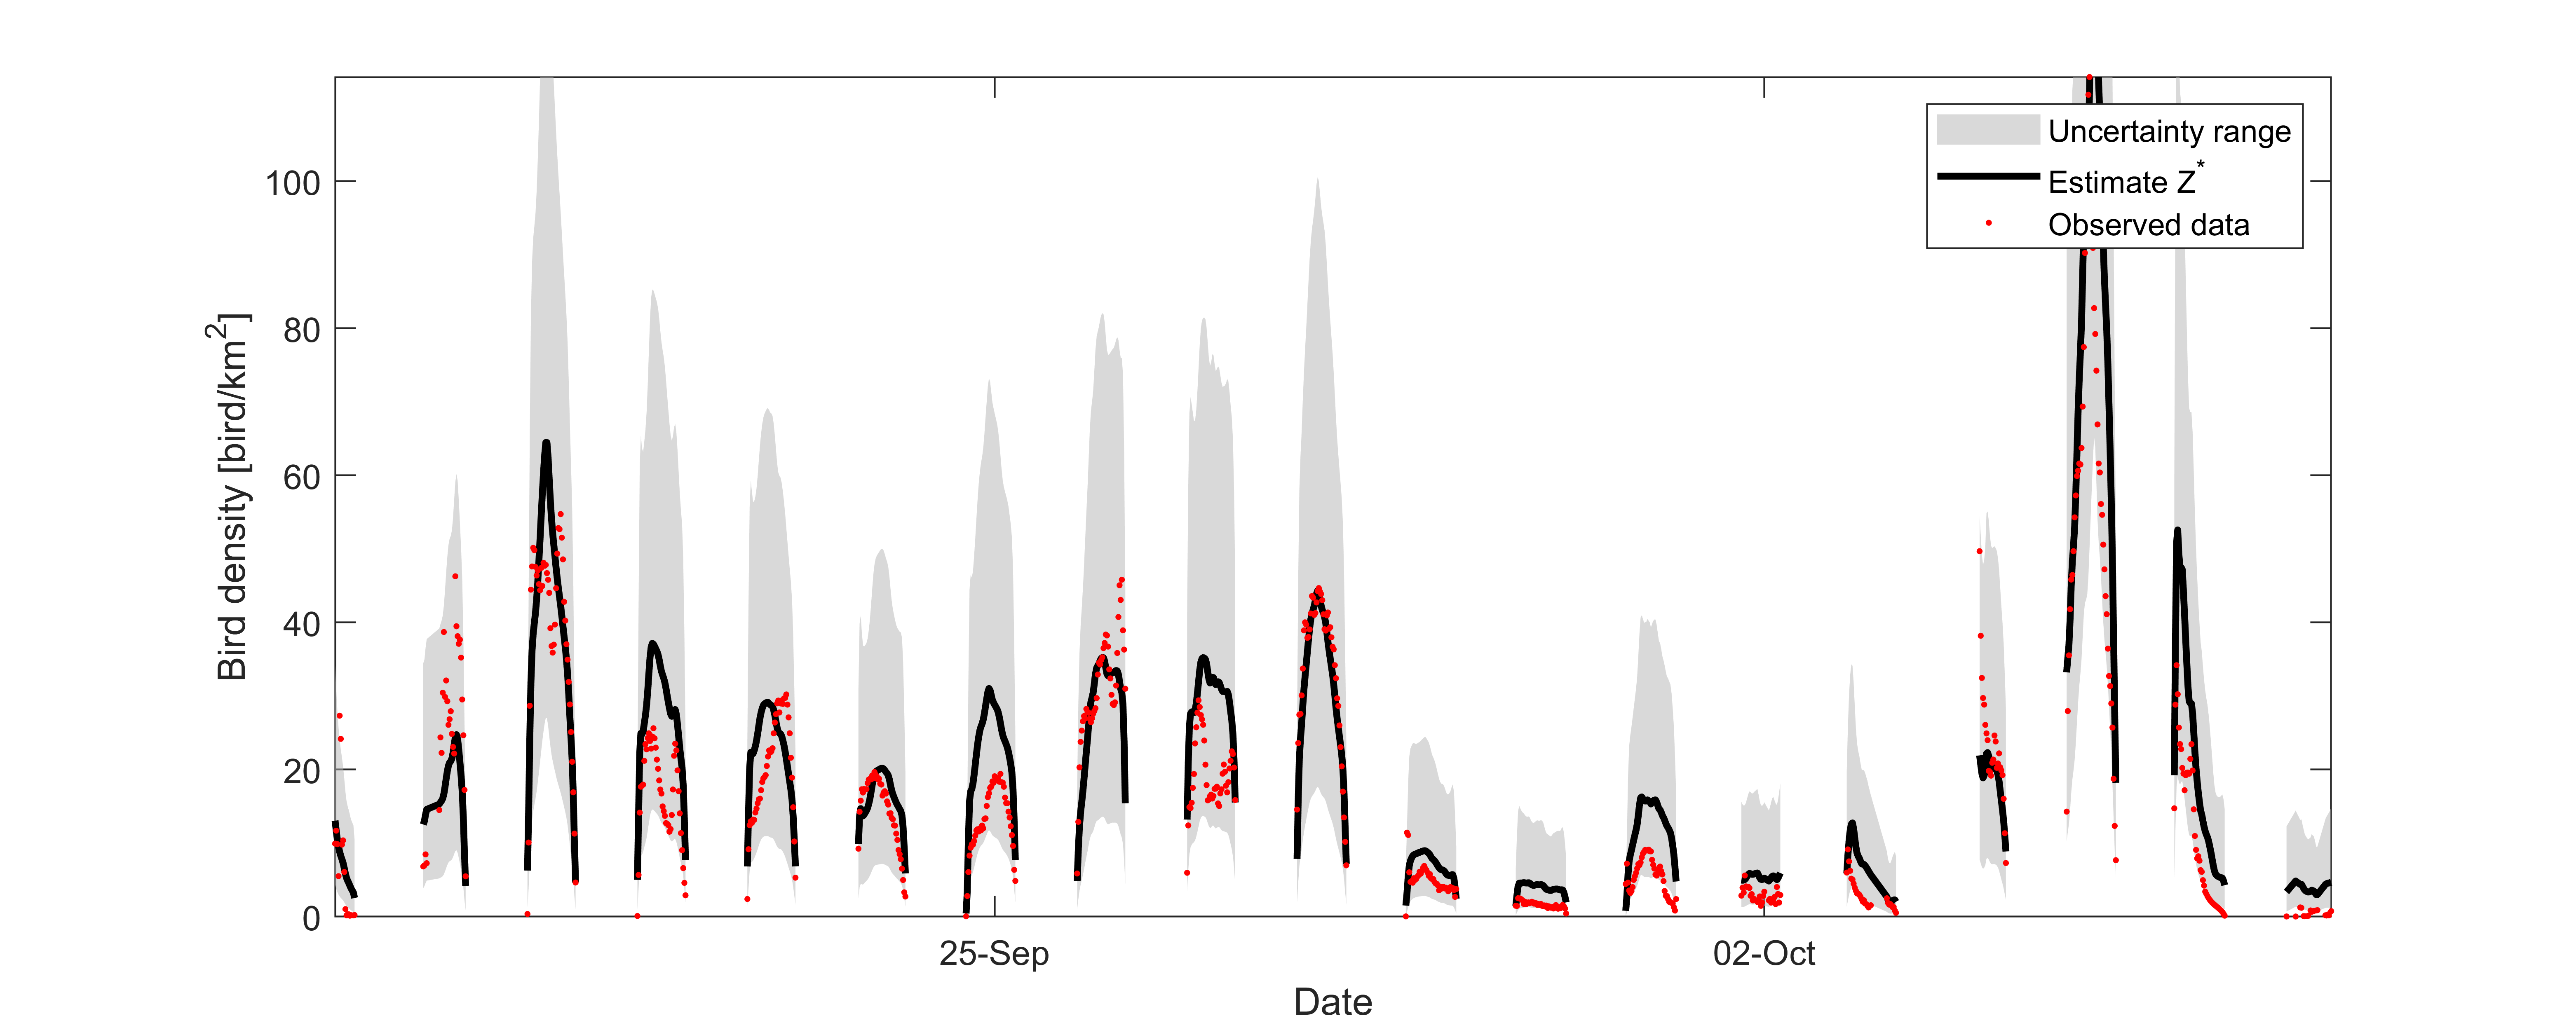 Bird density [bird/km²]
100
80
60
40
20
0
Uncertainty range
Estimate Z*
Observed data
25-Sep
02-Oct
Date